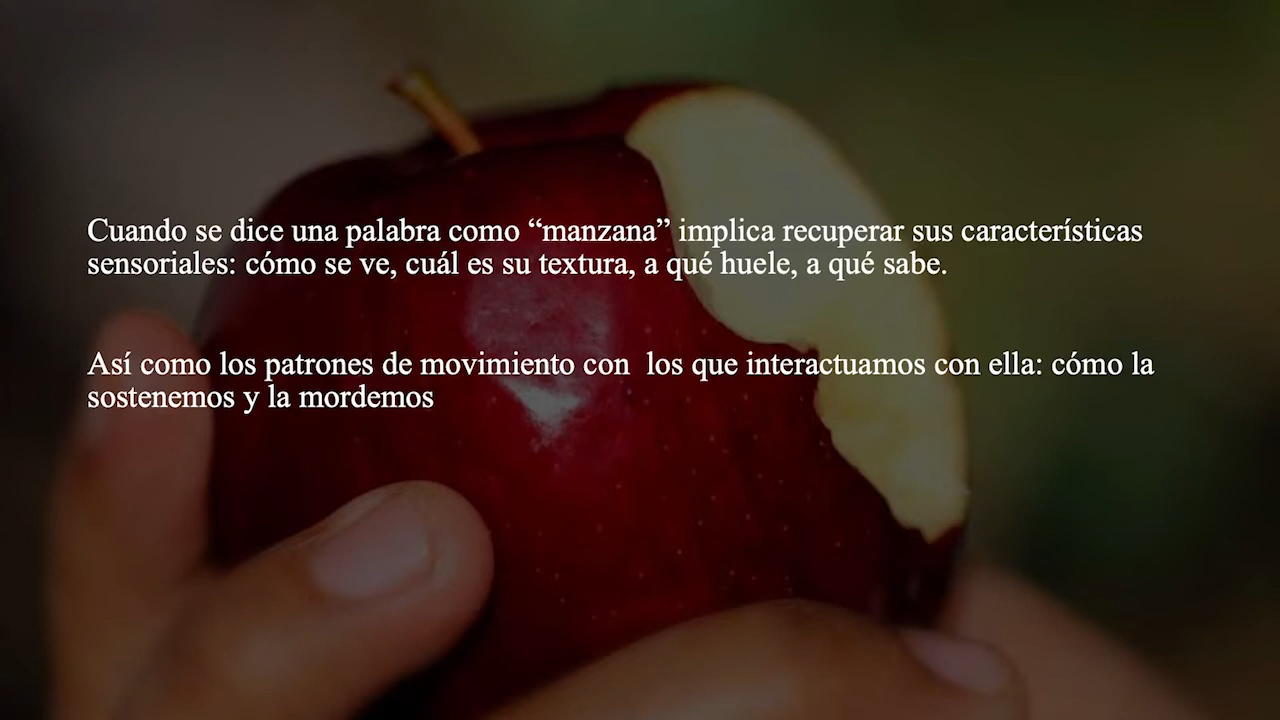 Cuando se dice una palabra como “manzana” implica recuperar sus características
sensoriales: cómo se ve, cuál es su textura, a qué huele, a qué sabe.
Así como los patrones de movimiento con  los que interactuamos con ella: cómo la
sostenemos y la mordemos